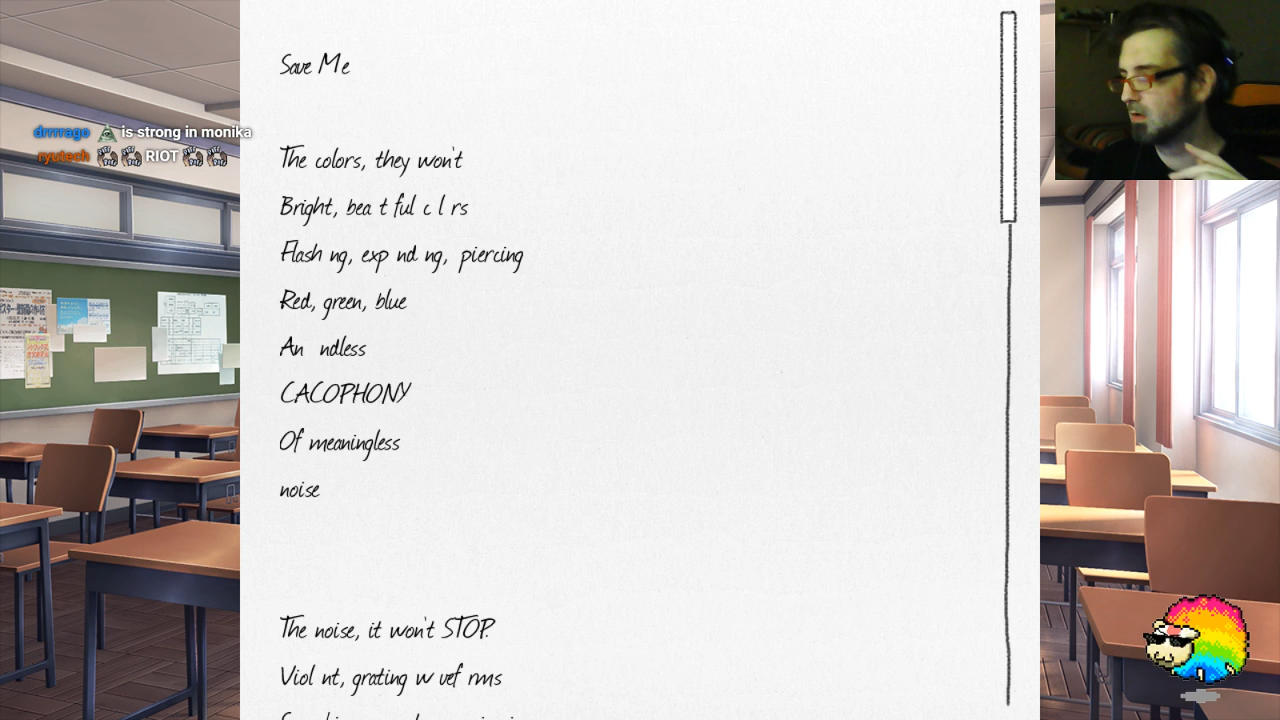 Save Me
drrrrago is strong in monika
ryutech RIOT
The colors, they won't
Bright, bea t ful c l rs
Flash ng, exp nd ng, piercing
Red, green, blue
An ndless
CACOPHONY
Of meaningless
noise
The noise, it won't STOP.
Viol nt, grating w vef rms